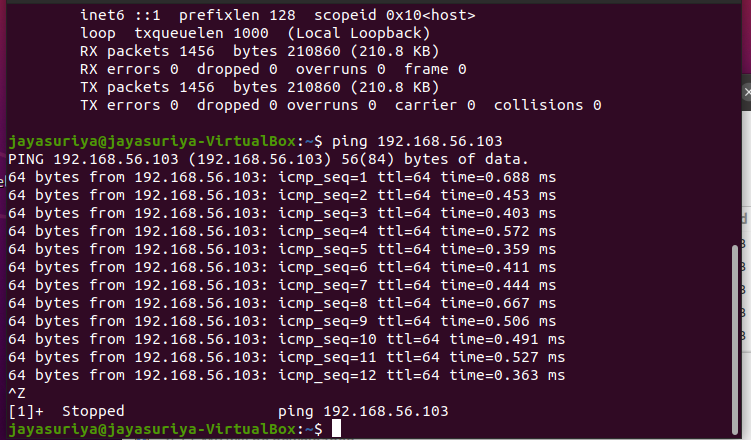 inet6 ::1  prefixlen 128  scopeid 0x10<host>
loop  txqueuelen 1000  (Local Loopback)
RX packets 1456  bytes 210860 (210.8 KB)
RX errors 0  dropped 0  overruns 0  frame 0
TX packets 1456  bytes 210860 (210.8 KB)
TX errors 0  dropped 0 overruns 0  carrier 0  collisions 0
jayasuriya@jayasuriya-VirtualBox:~$ ping 192.168.56.103
PING 192.168.56.103 (192.168.56.103) 56(84) bytes of data.
64 bytes from 192.168.56.103: icmp_seq=1 ttl=64 time=0.688 ms
64 bytes from 192.168.56.103: icmp_seq=2 ttl=64 time=0.453 ms
64 bytes from 192.168.56.103: icmp_seq=3 ttl=64 time=0.403 ms
64 bytes from 192.168.56.103: icmp_seq=4 ttl=64 time=0.572 ms
64 bytes from 192.168.56.103: icmp_seq=5 ttl=64 time=0.359 ms
64 bytes from 192.168.56.103: icmp_seq=6 ttl=64 time=0.411 ms
64 bytes from 192.168.56.103: icmp_seq=7 ttl=64 time=0.444 ms
64 bytes from 192.168.56.103: icmp_seq=8 ttl=64 time=0.667 ms
64 bytes from 192.168.56.103: icmp_seq=9 ttl=64 time=0.506 ms
64 bytes from 192.168.56.103: icmp_seq=10 ttl=64 time=0.491 ms
64 bytes from 192.168.56.103: icmp_seq=11 ttl=64 time=0.527 ms
64 bytes from 192.168.56.103: icmp_seq=12 ttl=64 time=0.363 ms
^Z
[1]+  Stopped                 ping 192.168.56.103
jayasuriya@jayasuriya-VirtualBox:~$